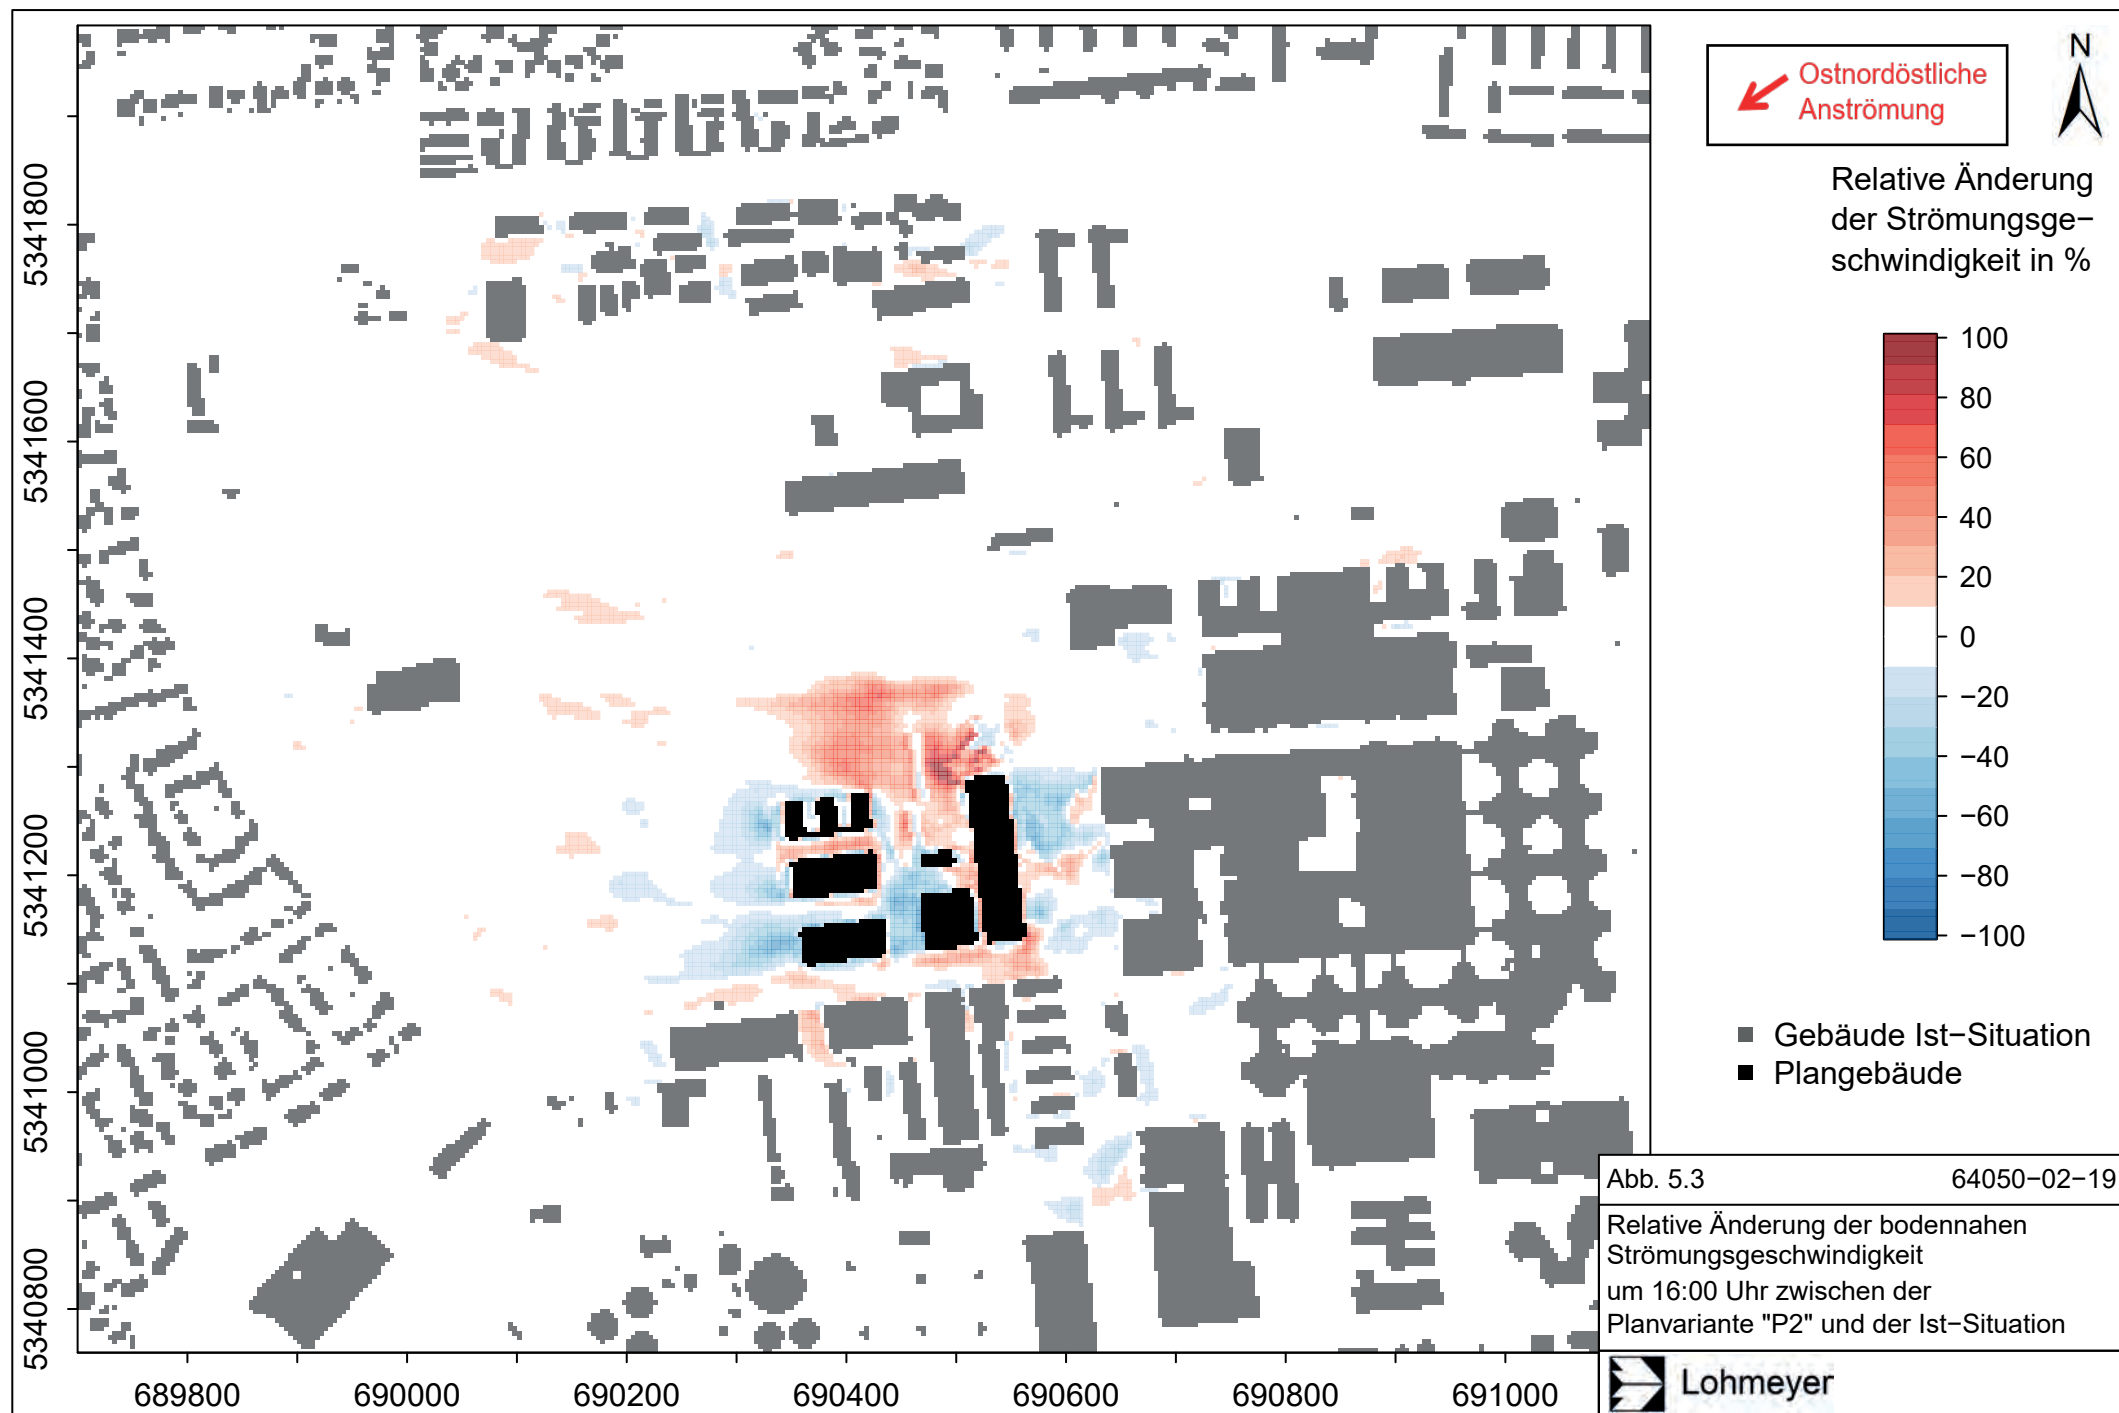 Ostnordöstliche
Anströmung
N
Relative Änderung
der Strömungsge−
schwindigkeit in %
100
80
60
40
20
0
−20
−40
−60
−80
−100
Gebäude Ist−Situation
Plangebäude
5341800
5341600
5341400
5341200
5341000
5340800
689800
690000
690200
690400
690600
690800
691000
Abb. 5.3 64050−02−19
Relative Änderung der bodennahen
Strömungsgeschwindigkeit
um 16:00 Uhr zwischen der
Planvariante "P2" und der Ist−Situation
Lohmeyer